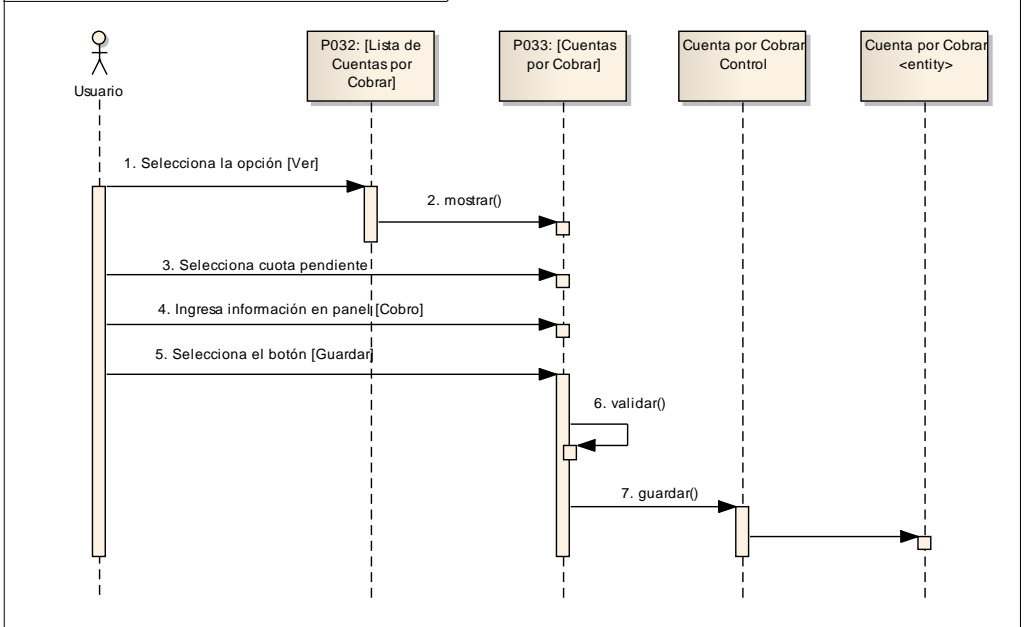 P032: [Lista de
Cuentas por
Cobrar]
P033: [Cuentas
por Cobrar]
Cuenta por Cobrar
Control
Cuenta por Cobrar
<entity>
Usuario
1. Selecciona la opción [Ver]
2. mostrar()
3. Selecciona cuota pendiente
4. Ingresa información en panel [Cobro]
5. Selecciona el botón [Guardar]
6. validar()
7. guardar()